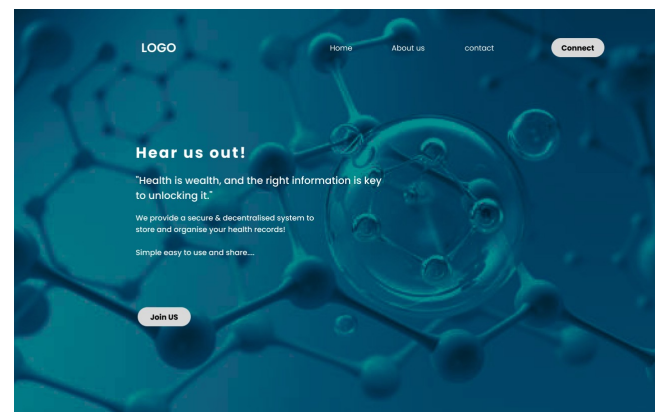 LOGO
Home
About us
contact
Connect
Hear us out!
"Health is wealth, and the right information is key
to unlocking it."
We provide a secure & decentralised system to
store and organise your health records!
Simple easy to use and share....
Join US